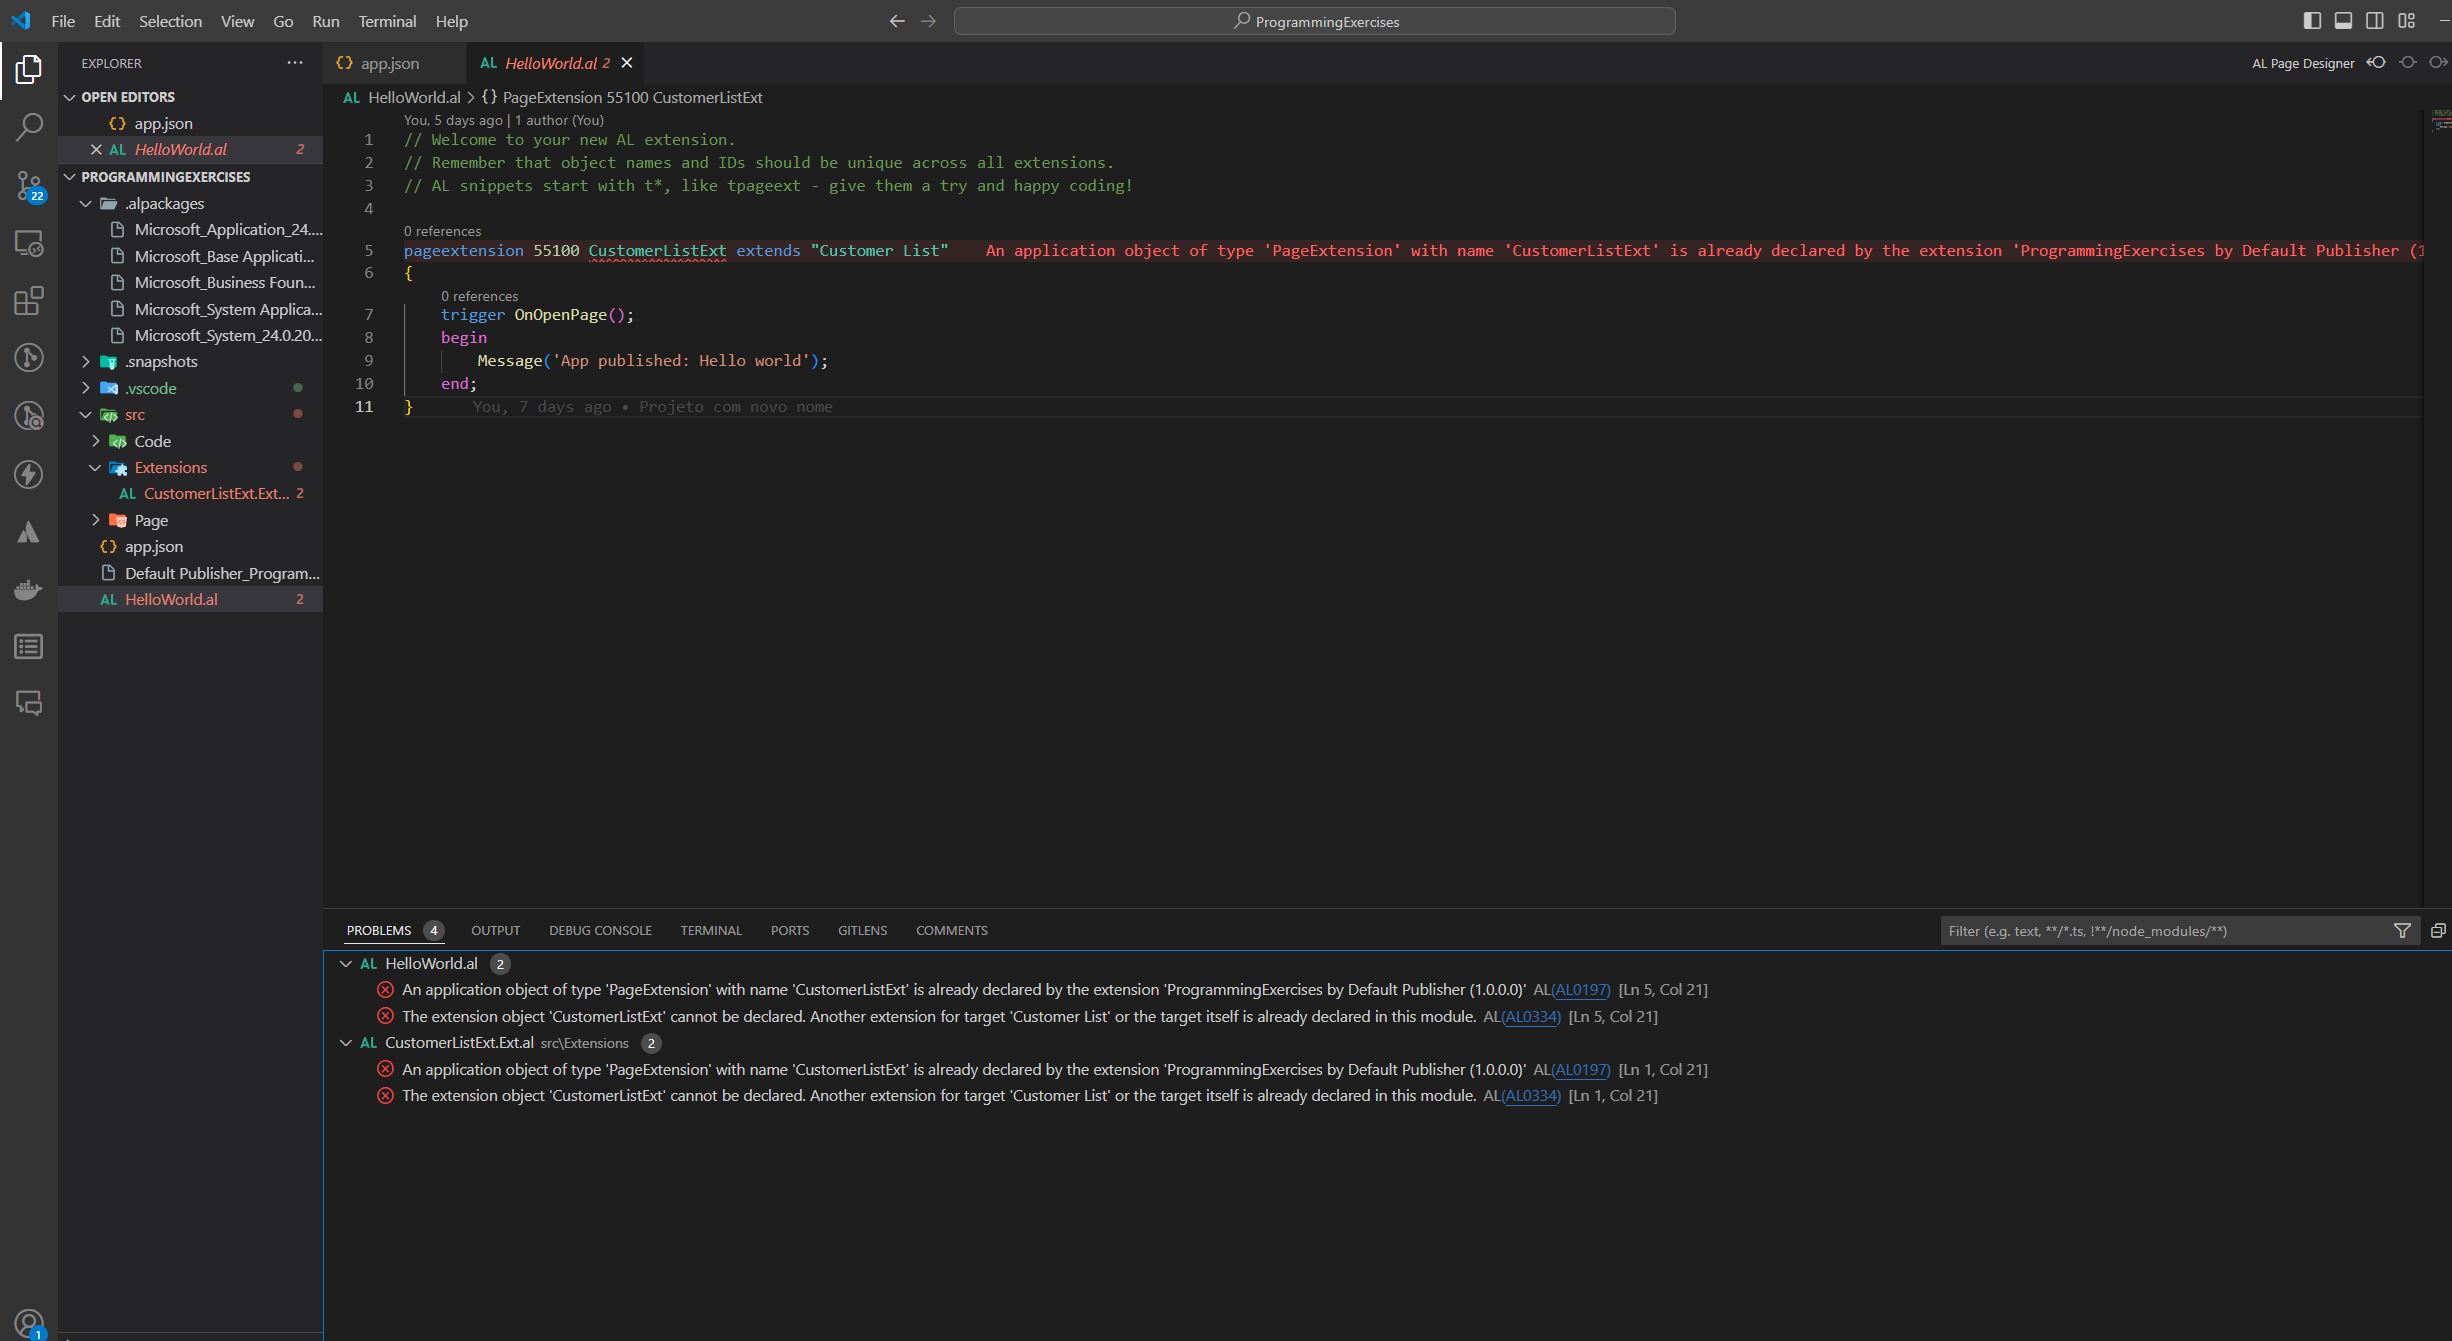 File Edit Selection View Go Run Terminal Help
ProgrammingExercises
EXPLORER
OPEN EDITORS
{} app.json
AL HelloWorld.al 2
PROGRAMMINGEXERCISES
.alpackages
Microsoft_Application_24....
Microsoft_Base Applicati...
Microsoft_Business Foun...
Microsoft_System Applica...
Microsoft_System_24.0.20...
.snapshots
.vscode
src
Code
Extensions
AL CustomerListExt.Ext... 2
Page
{} app.json
Default Publisher_Program...
AL HelloWorld.al 2
22
1
{} app.json
AL HelloWorld.al 2
AL Page Designer
AL HelloWorld.al > {} PageExtension 55100 CustomerListExt
You, 5 days ago | 1 author (You)
1 // Welcome to your new AL extension.
2 // Remember that object names and IDs should be unique across all extensions.
3 // AL snippets start with t*, like tpageext - give them a try and happy coding!
4
0 references
5 pageextension 55100 CustomerListExt extends "Customer List" An application object of type 'PageExtension' with name 'CustomerListExt' is already declared by the extension 'ProgrammingExercises by Default Publisher (1
6 {
0 references
7 trigger OnOpenPage();
8 begin
9 Message('App published: Hello world');
10 end;
11 } You, 7 days ago • Projeto com novo nome
PROBLEMS 4 OUTPUT DEBUG CONSOLE TERMINAL PORTS GITLENS COMMENTS
Filter (e.g. text, **/*.ts, !**/node_modules/**)
AL HelloWorld.al 2
An application object of type 'PageExtension' with name 'CustomerListExt' is already declared by the extension 'ProgrammingExercises by Default Publisher (1.0.0.0)' AL(AL0197) [Ln 5, Col 21]
The extension object 'CustomerListExt' cannot be declared. Another extension for target 'Customer List' or the target itself is already declared in this module. AL(AL0334) [Ln 5, Col 21]
AL CustomerListExt.Ext.al src\Extensions 2
An application object of type 'PageExtension' with name 'CustomerListExt' is already declared by the extension 'ProgrammingExercises by Default Publisher (1.0.0.0)' AL(AL0197) [Ln 1, Col 21]
The extension object 'CustomerListExt' cannot be declared. Another extension for target 'Customer List' or the target itself is already declared in this module. AL(AL0334) [Ln 1, Col 21]